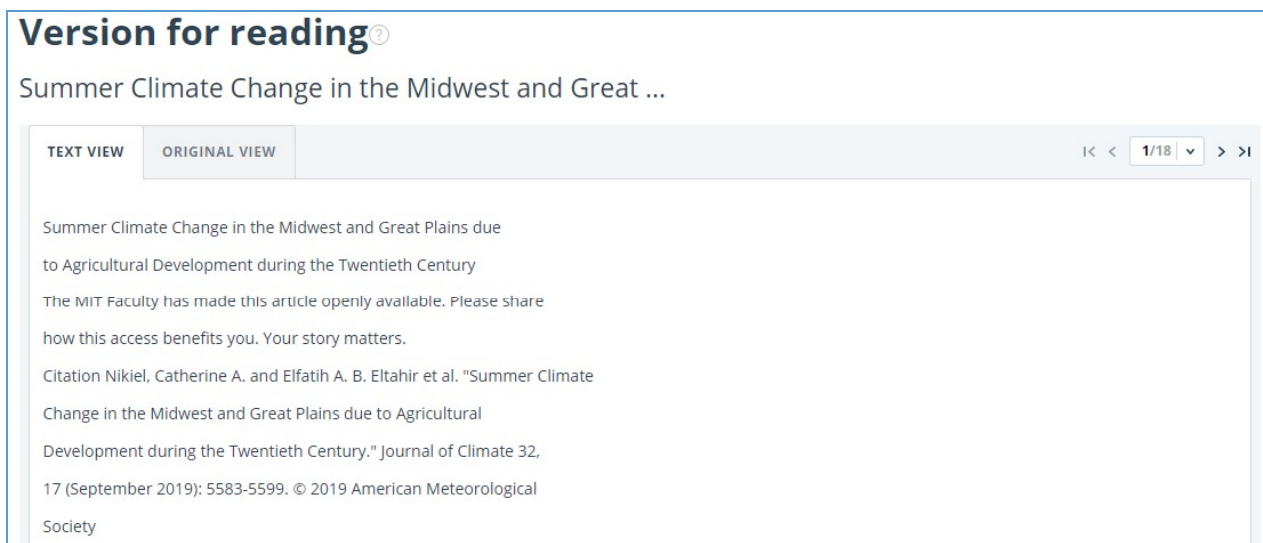 Version for reading ?
Summer Climate Change in the Midwest and Great ...
TEXT VIEW ORIGINAL VIEW 1/18
Summer Climate Change in the Midwest and Great Plains due
to Agricultural Development during the Twentieth Century
The MIT Faculty has made this article openly available. Please share
how this access benefits you. Your story matters.
Citation Nikiel, Catherine A. and Elfatih A. B. Eltahir et al. "Summer Climate
Change in the Midwest and Great Plains due to Agricultural
Development during the Twentieth Century." Journal of Climate 32,
17 (September 2019): 5583-5599. © 2019 American Meteorological
Society